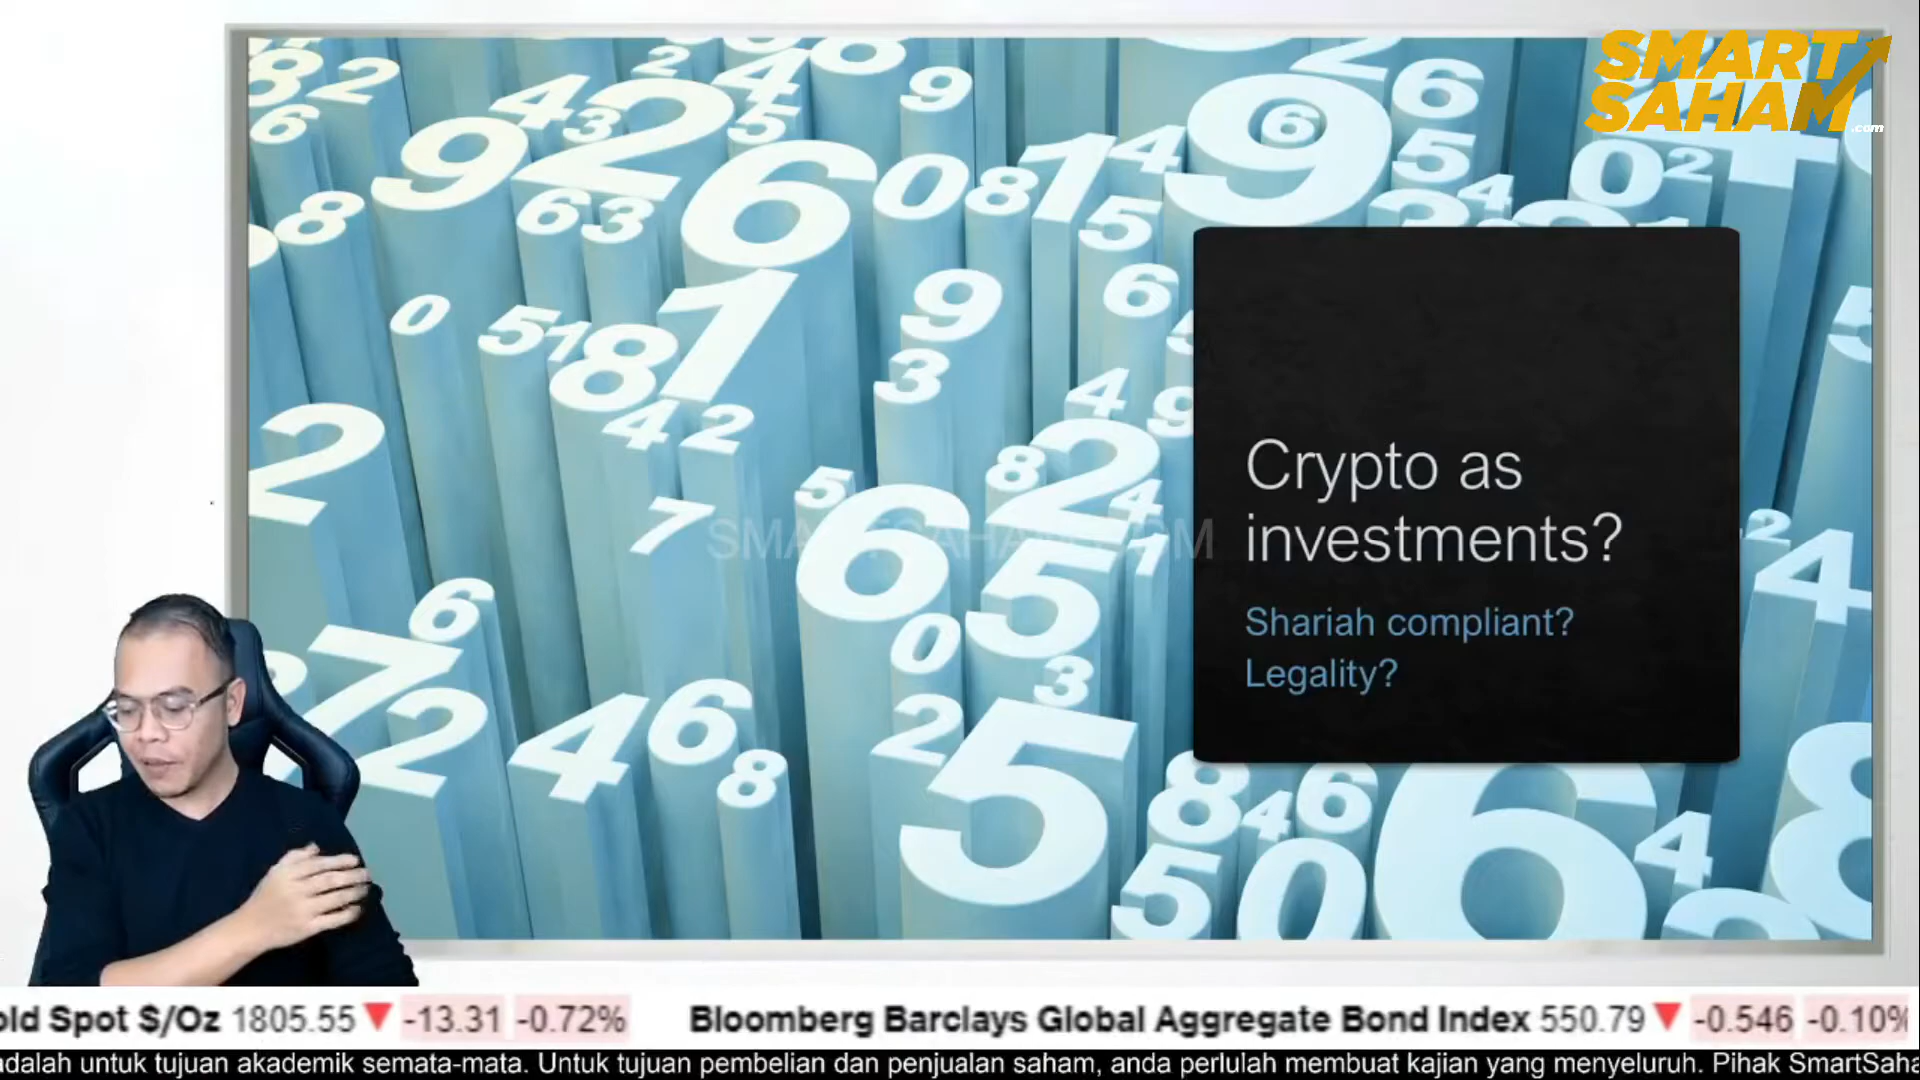 SMART
SAHAM
.com
Crypto as
investments?
Shariah compliant?
Legality?
old Spot $/Oz 1805.55 ▼ -13.31 -0.72% Bloomberg Barclays Global Aggregate Bond Index 550.79 ▼ -0.546 -0.10%
adalah untuk tujuan akademik semata-mata. Untuk tujuan pembelian dan penjualan saham, anda perlulah membuat kajian yang menyeluruh. Pihak SmartSaha